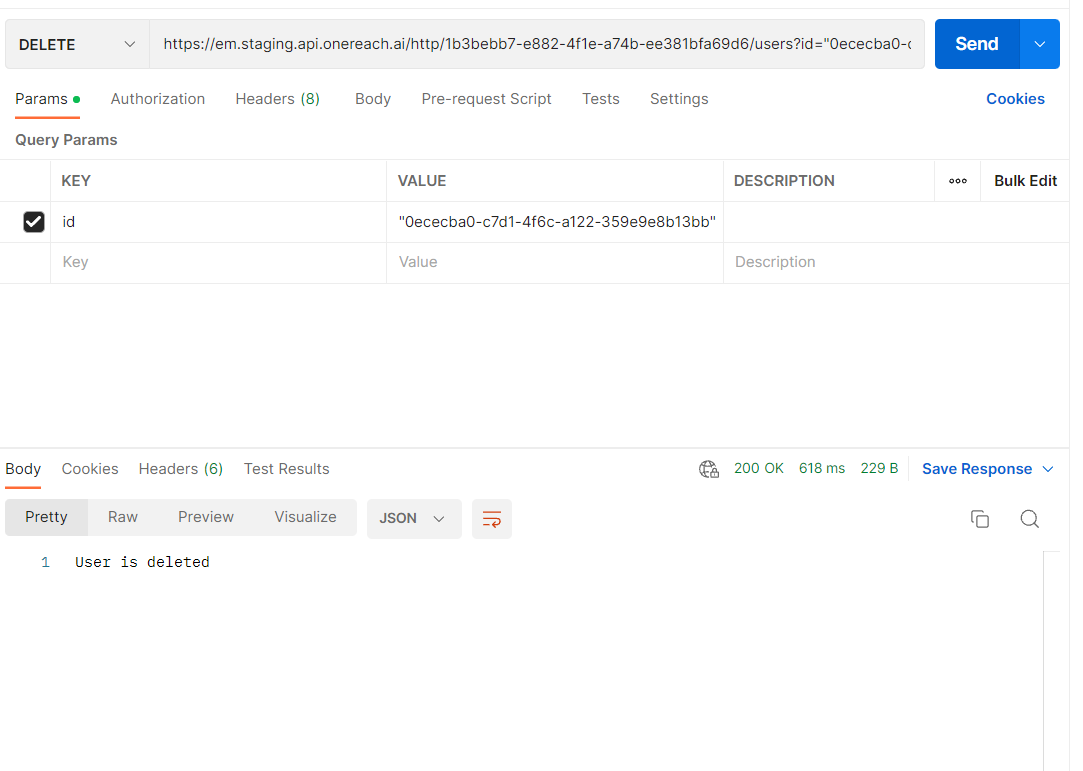 DELETE https://em.staging.api.onereach.ai/http/1b3bebb7-e882-4f1e-a74b-ee381bfa69d6/users?id="0ececba0-c Send
Params Authorization Headers (8) Body Pre-request Script Tests Settings Cookies
Query Params
KEY VALUE DESCRIPTION ooo Bulk Edit
id "0ececba0-c7d1-4f6c-a122-359e9e8b13bb"
Key Value Description
Body Cookies Headers (6) Test Results 200 OK 618 ms 229 B Save Response
Pretty Raw Preview Visualize JSON
1 User is deleted